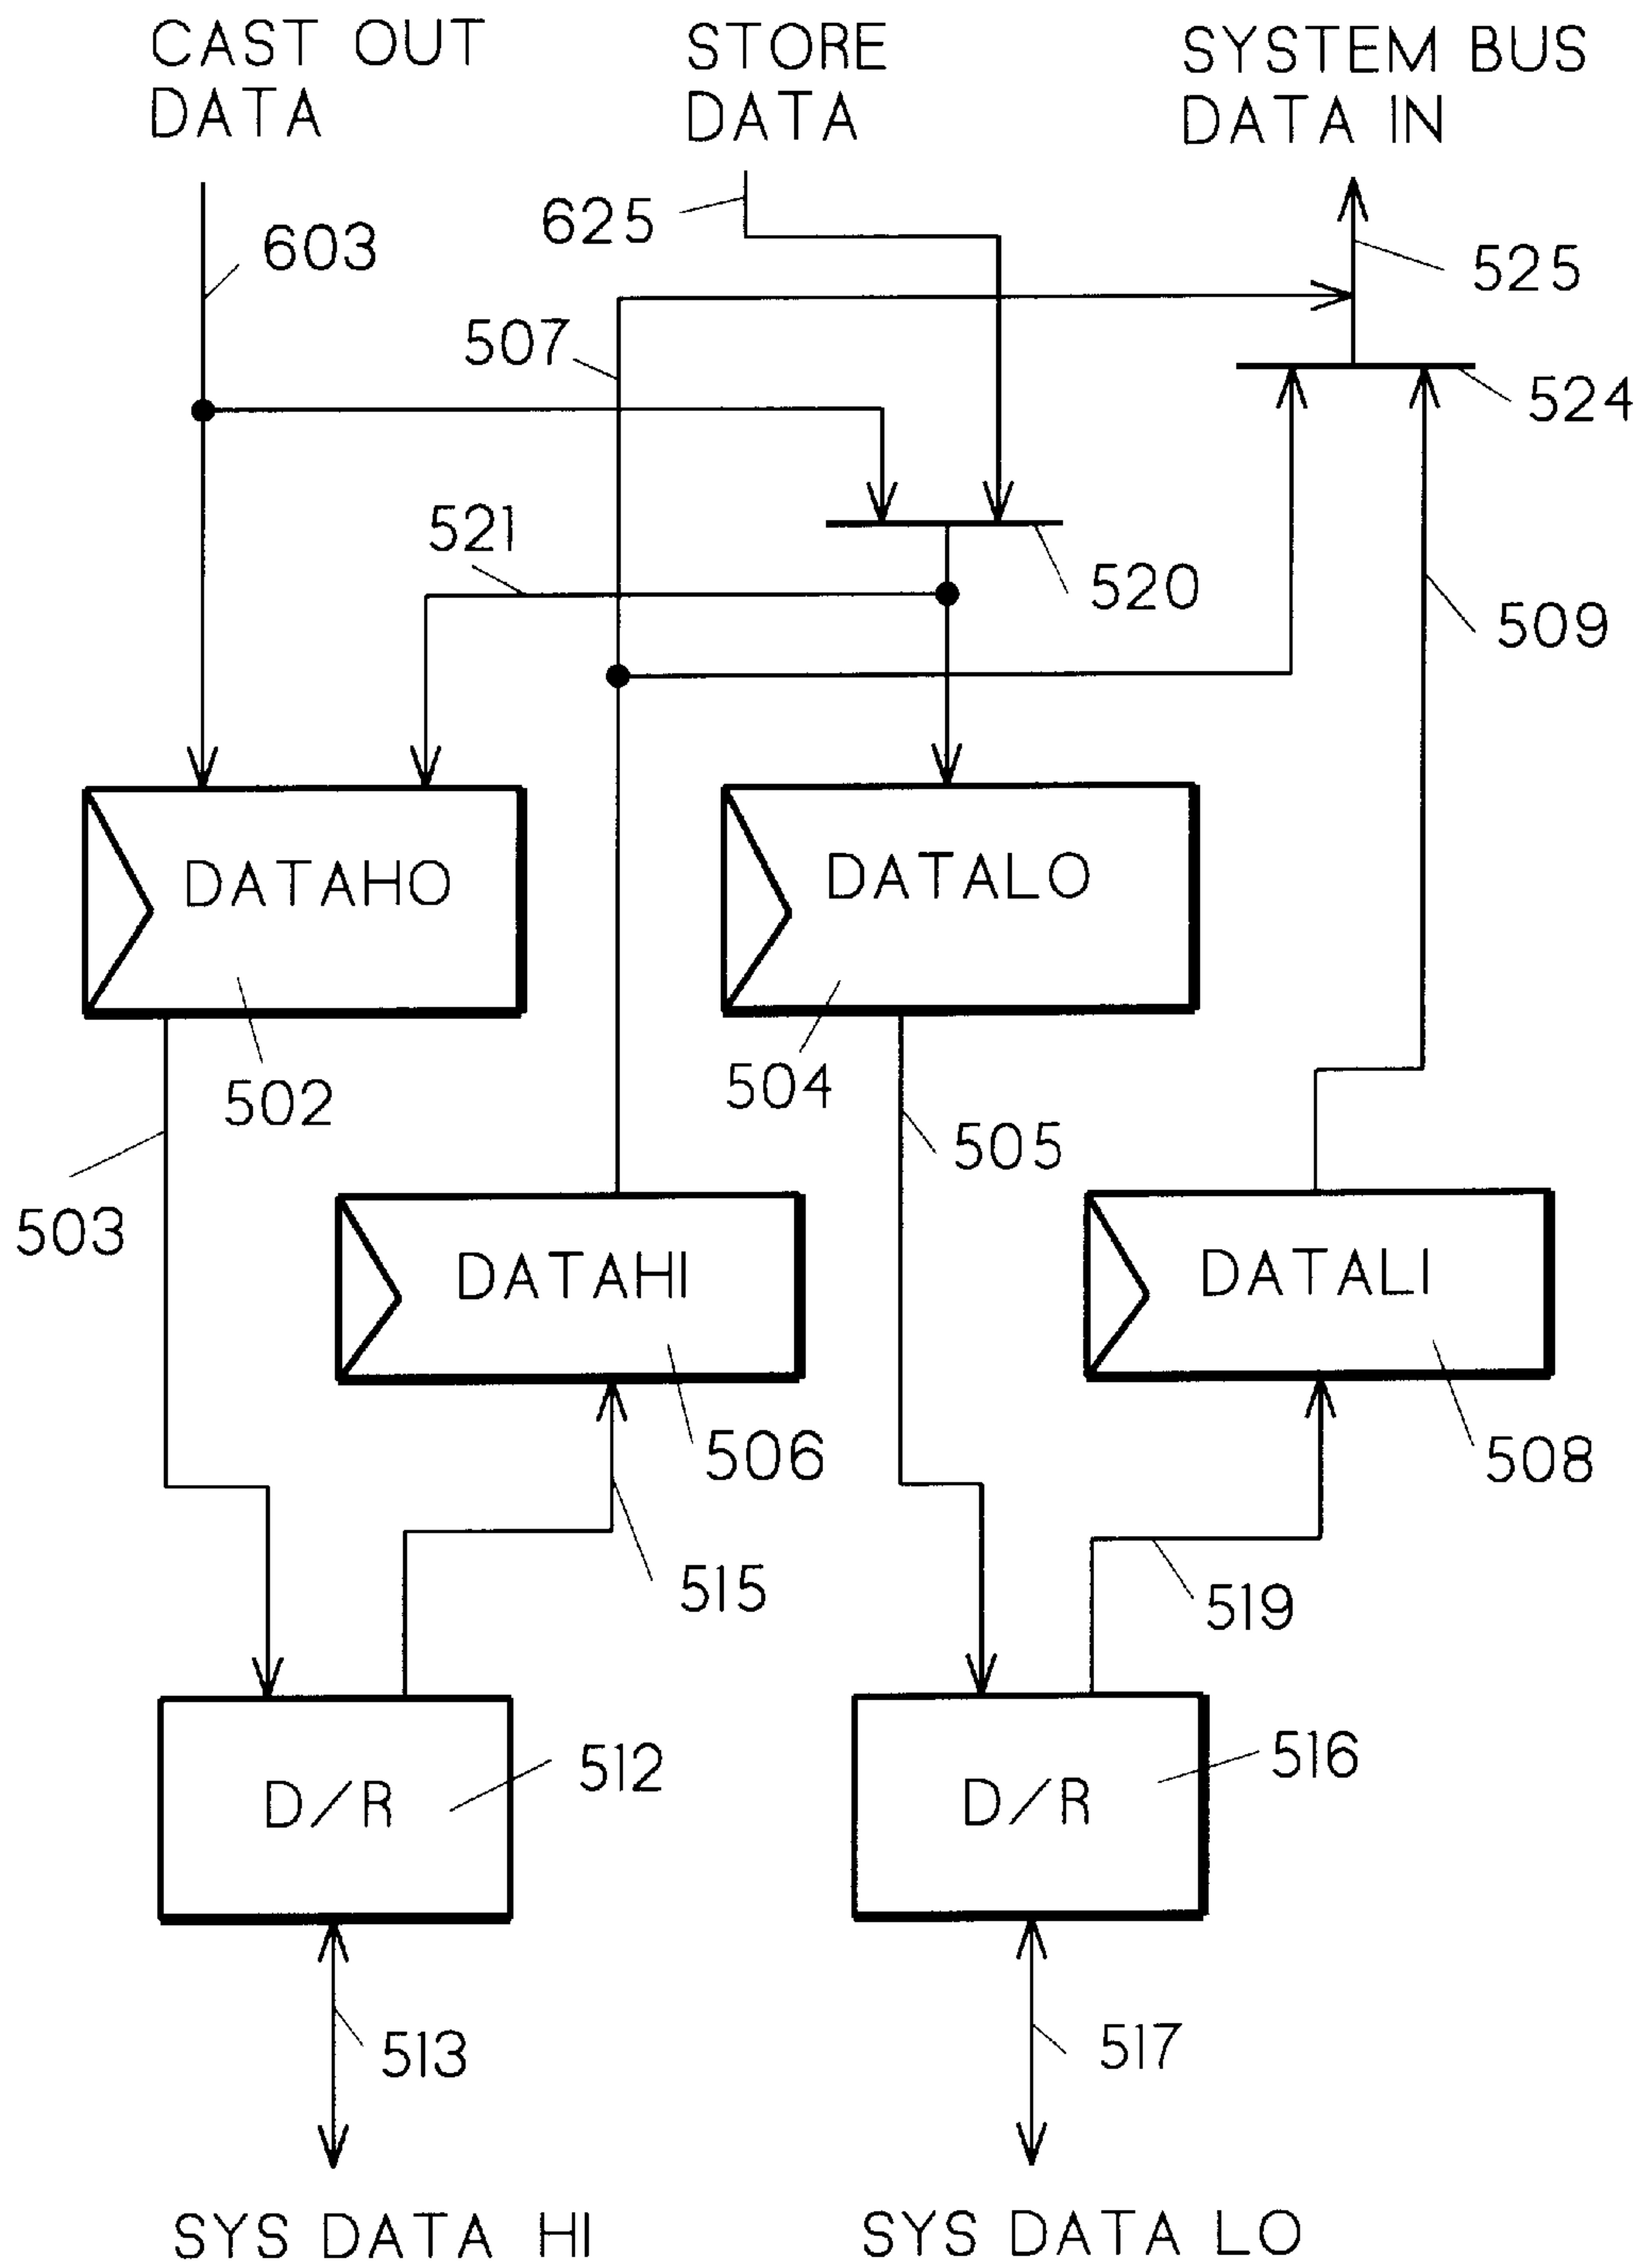 CAST OUT
DATA
STORE
DATA
SYSTEM BUS
DATA IN
603
625
525
507
524
521
520
509
DATAHO
DATALO
502
504
505
503
DATAHI
DATALI
506
508
515
519
D/R
512
D/R
516
513
517
SYS DATA HI
SYS DATA LO